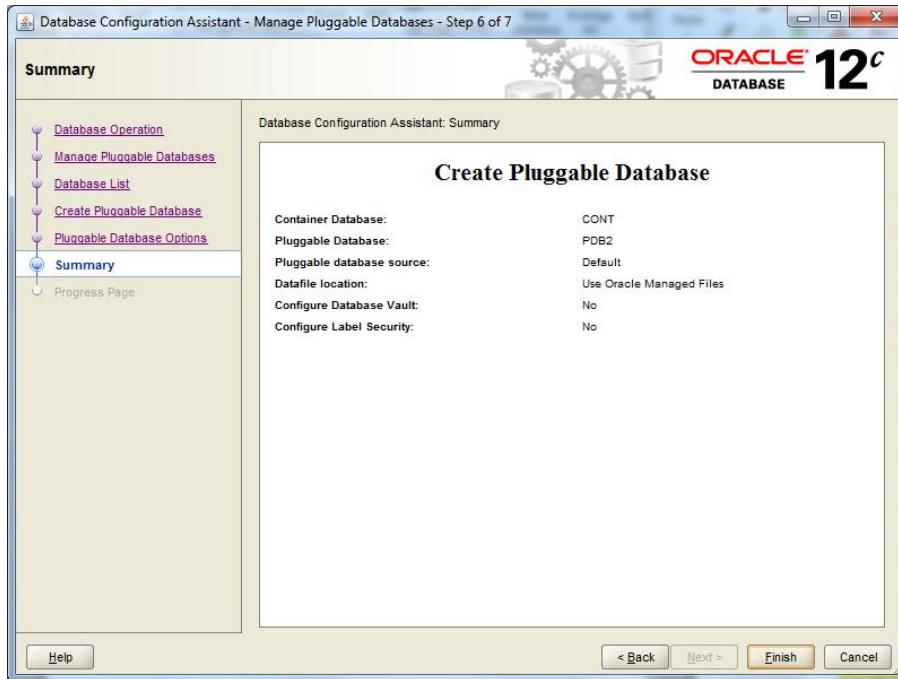 Database Configuration Assistant - Manage Pluggable Databases - Step 6 of 7
Summary
ORACLE
DATABASE
12c
Database Operation
Manage Pluggable Databases
Database List
Create Pluggable Database
Pluggable Database Options
Summary
Progress Page
Database Configuration Assistant: Summary
Create Pluggable Database
Container Database: CONT
Pluggable Database: PDB2
Pluggable database source: Default
Datafile location: Use Oracle Managed Files
Configure Database Vault: No
Configure Label Security: No
Help
< Back
Next >
Finish
Cancel